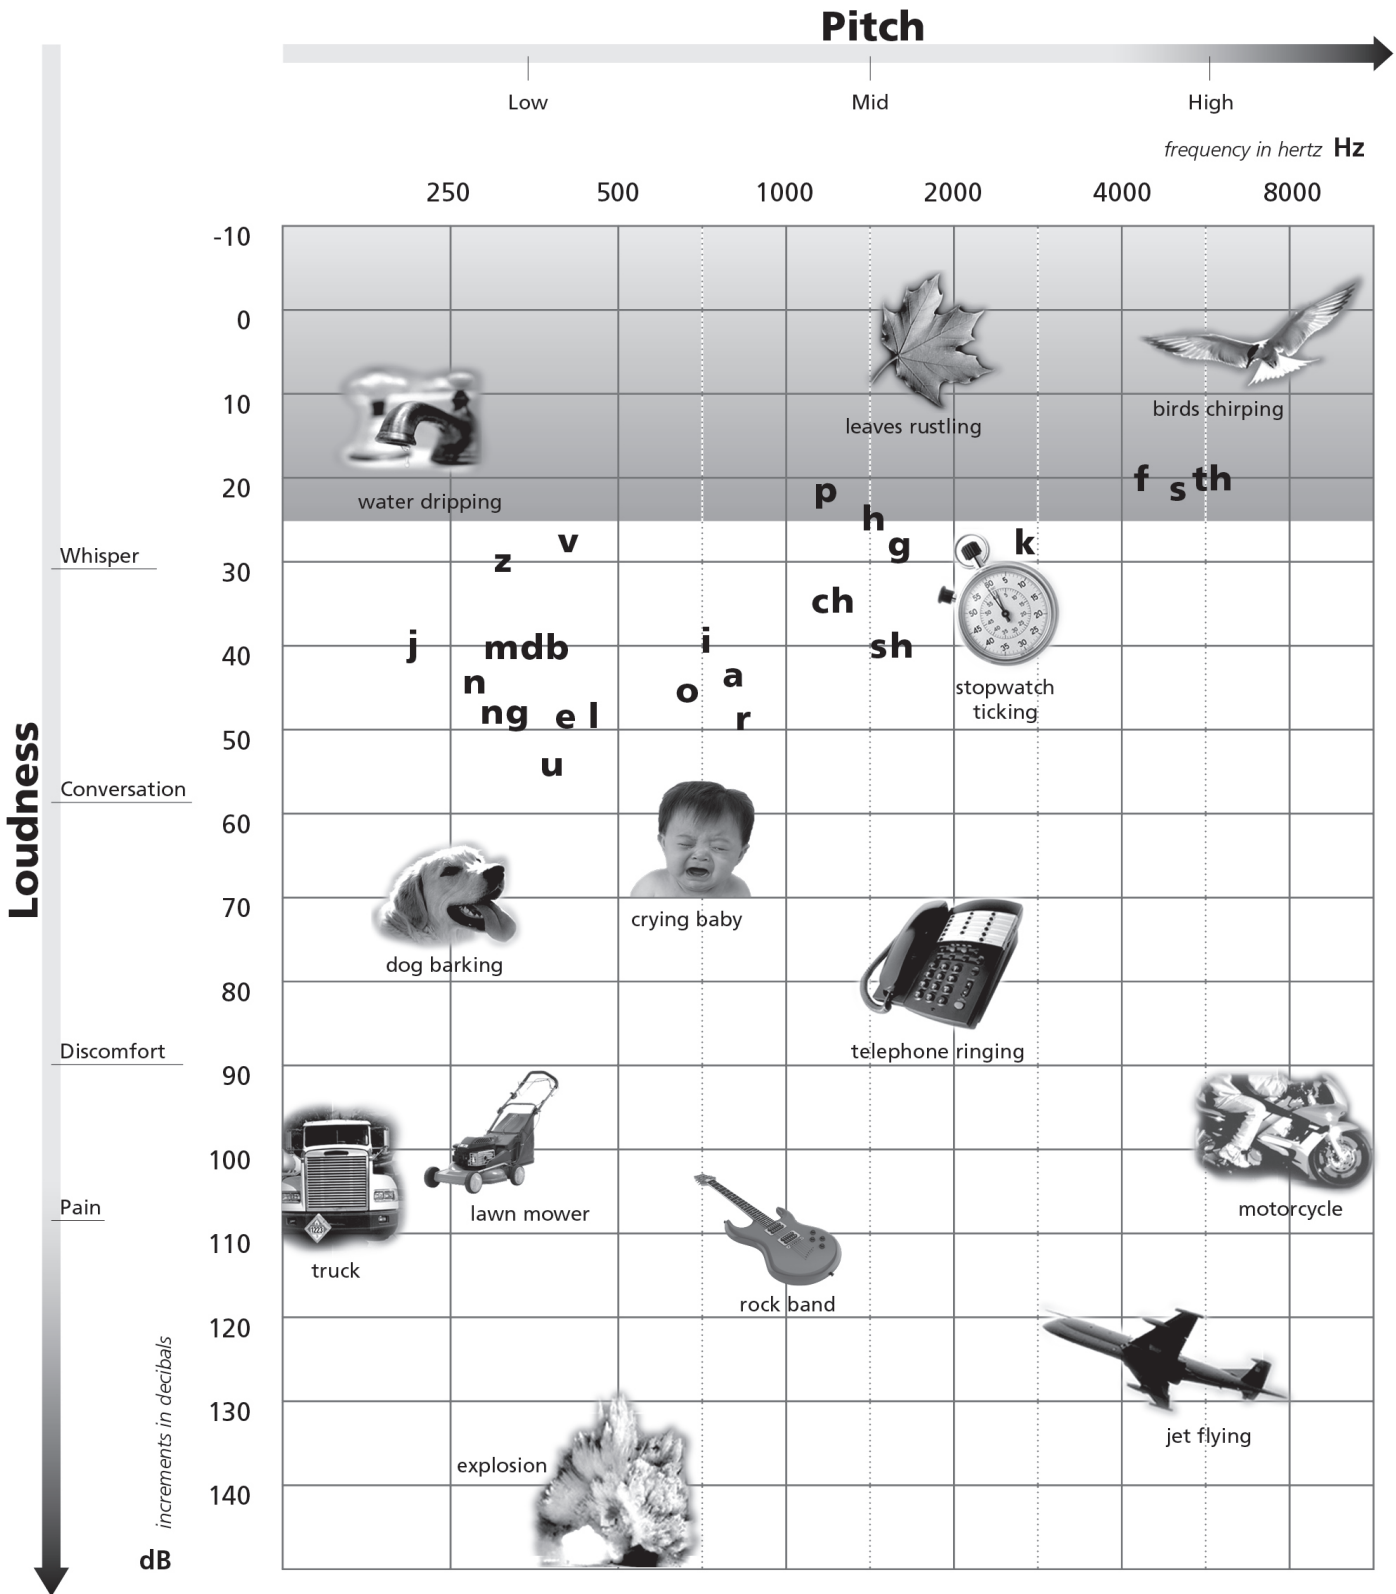 Pitch
Low Mid High
frequency in hertz Hz
250 500 1000 2000 4000 8000
-10
0
10
birds chirping
leaves rustling
f s th
20
p
water dripping
h
v g k
Whisper
z
30
ch
j mdb i sh
40
n o a
stopwatch
ticking
ng e l r
50
u
Conversation
60
70
crying baby
dog barking
80
Discomfort
telephone ringing
90
100
Pain
lawn mower
motorcycle
110
truck
rock band
120
130
jet flying
explosion
140
Loudness
increments in decibals
dB